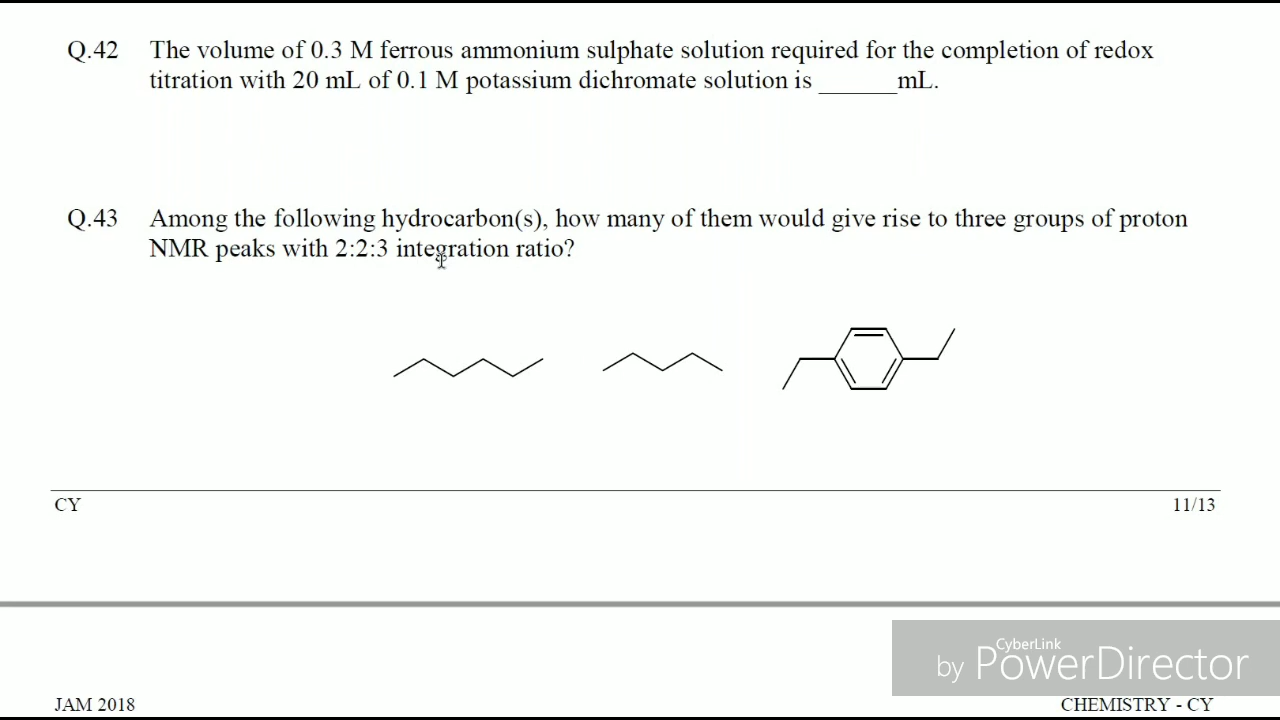 Q.42 The volume of 0.3 M ferrous ammonium sulphate solution required for the completion of redox
titration with 20 mL of 0.1 M potassium dichromate solution is ______mL.
Q.43 Among the following hydrocarbon(s), how many of them would give rise to three groups of proton
NMR peaks with 2:2:3 integration ratio?
CY 11/13
CyberLink
by PowerDirector
JAM 2018 CHEMISTRY - CY